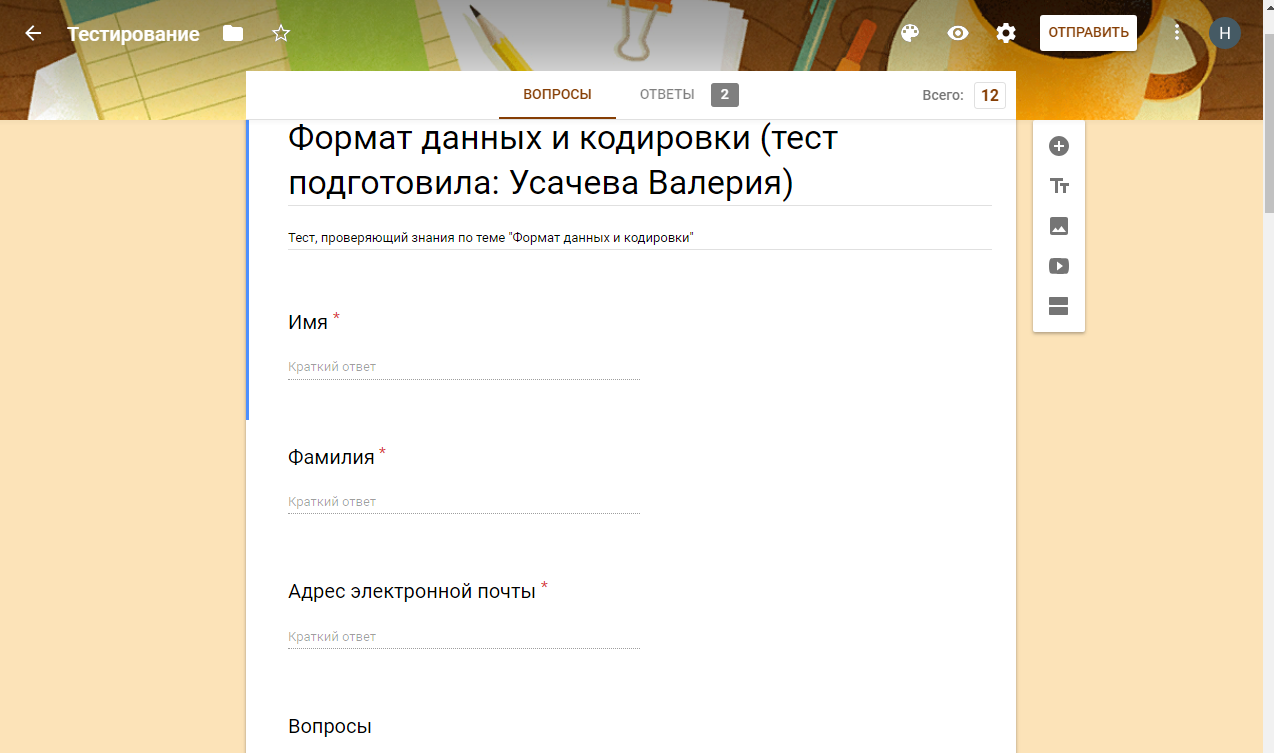 Тестирование
ОТПРАВИТЬ
Н
ВОПРОСЫ
ОТВЕТЫ 2
Всего: 12
Формат данных и кодировки (тест
подготовила: Усачева Валерия)
Тест, проверяющий знания по теме "Формат данных и кодировки"
Имя *
Краткий ответ
Фамилия *
Краткий ответ
Адрес электронной почты *
Краткий ответ
Вопросы
Тт